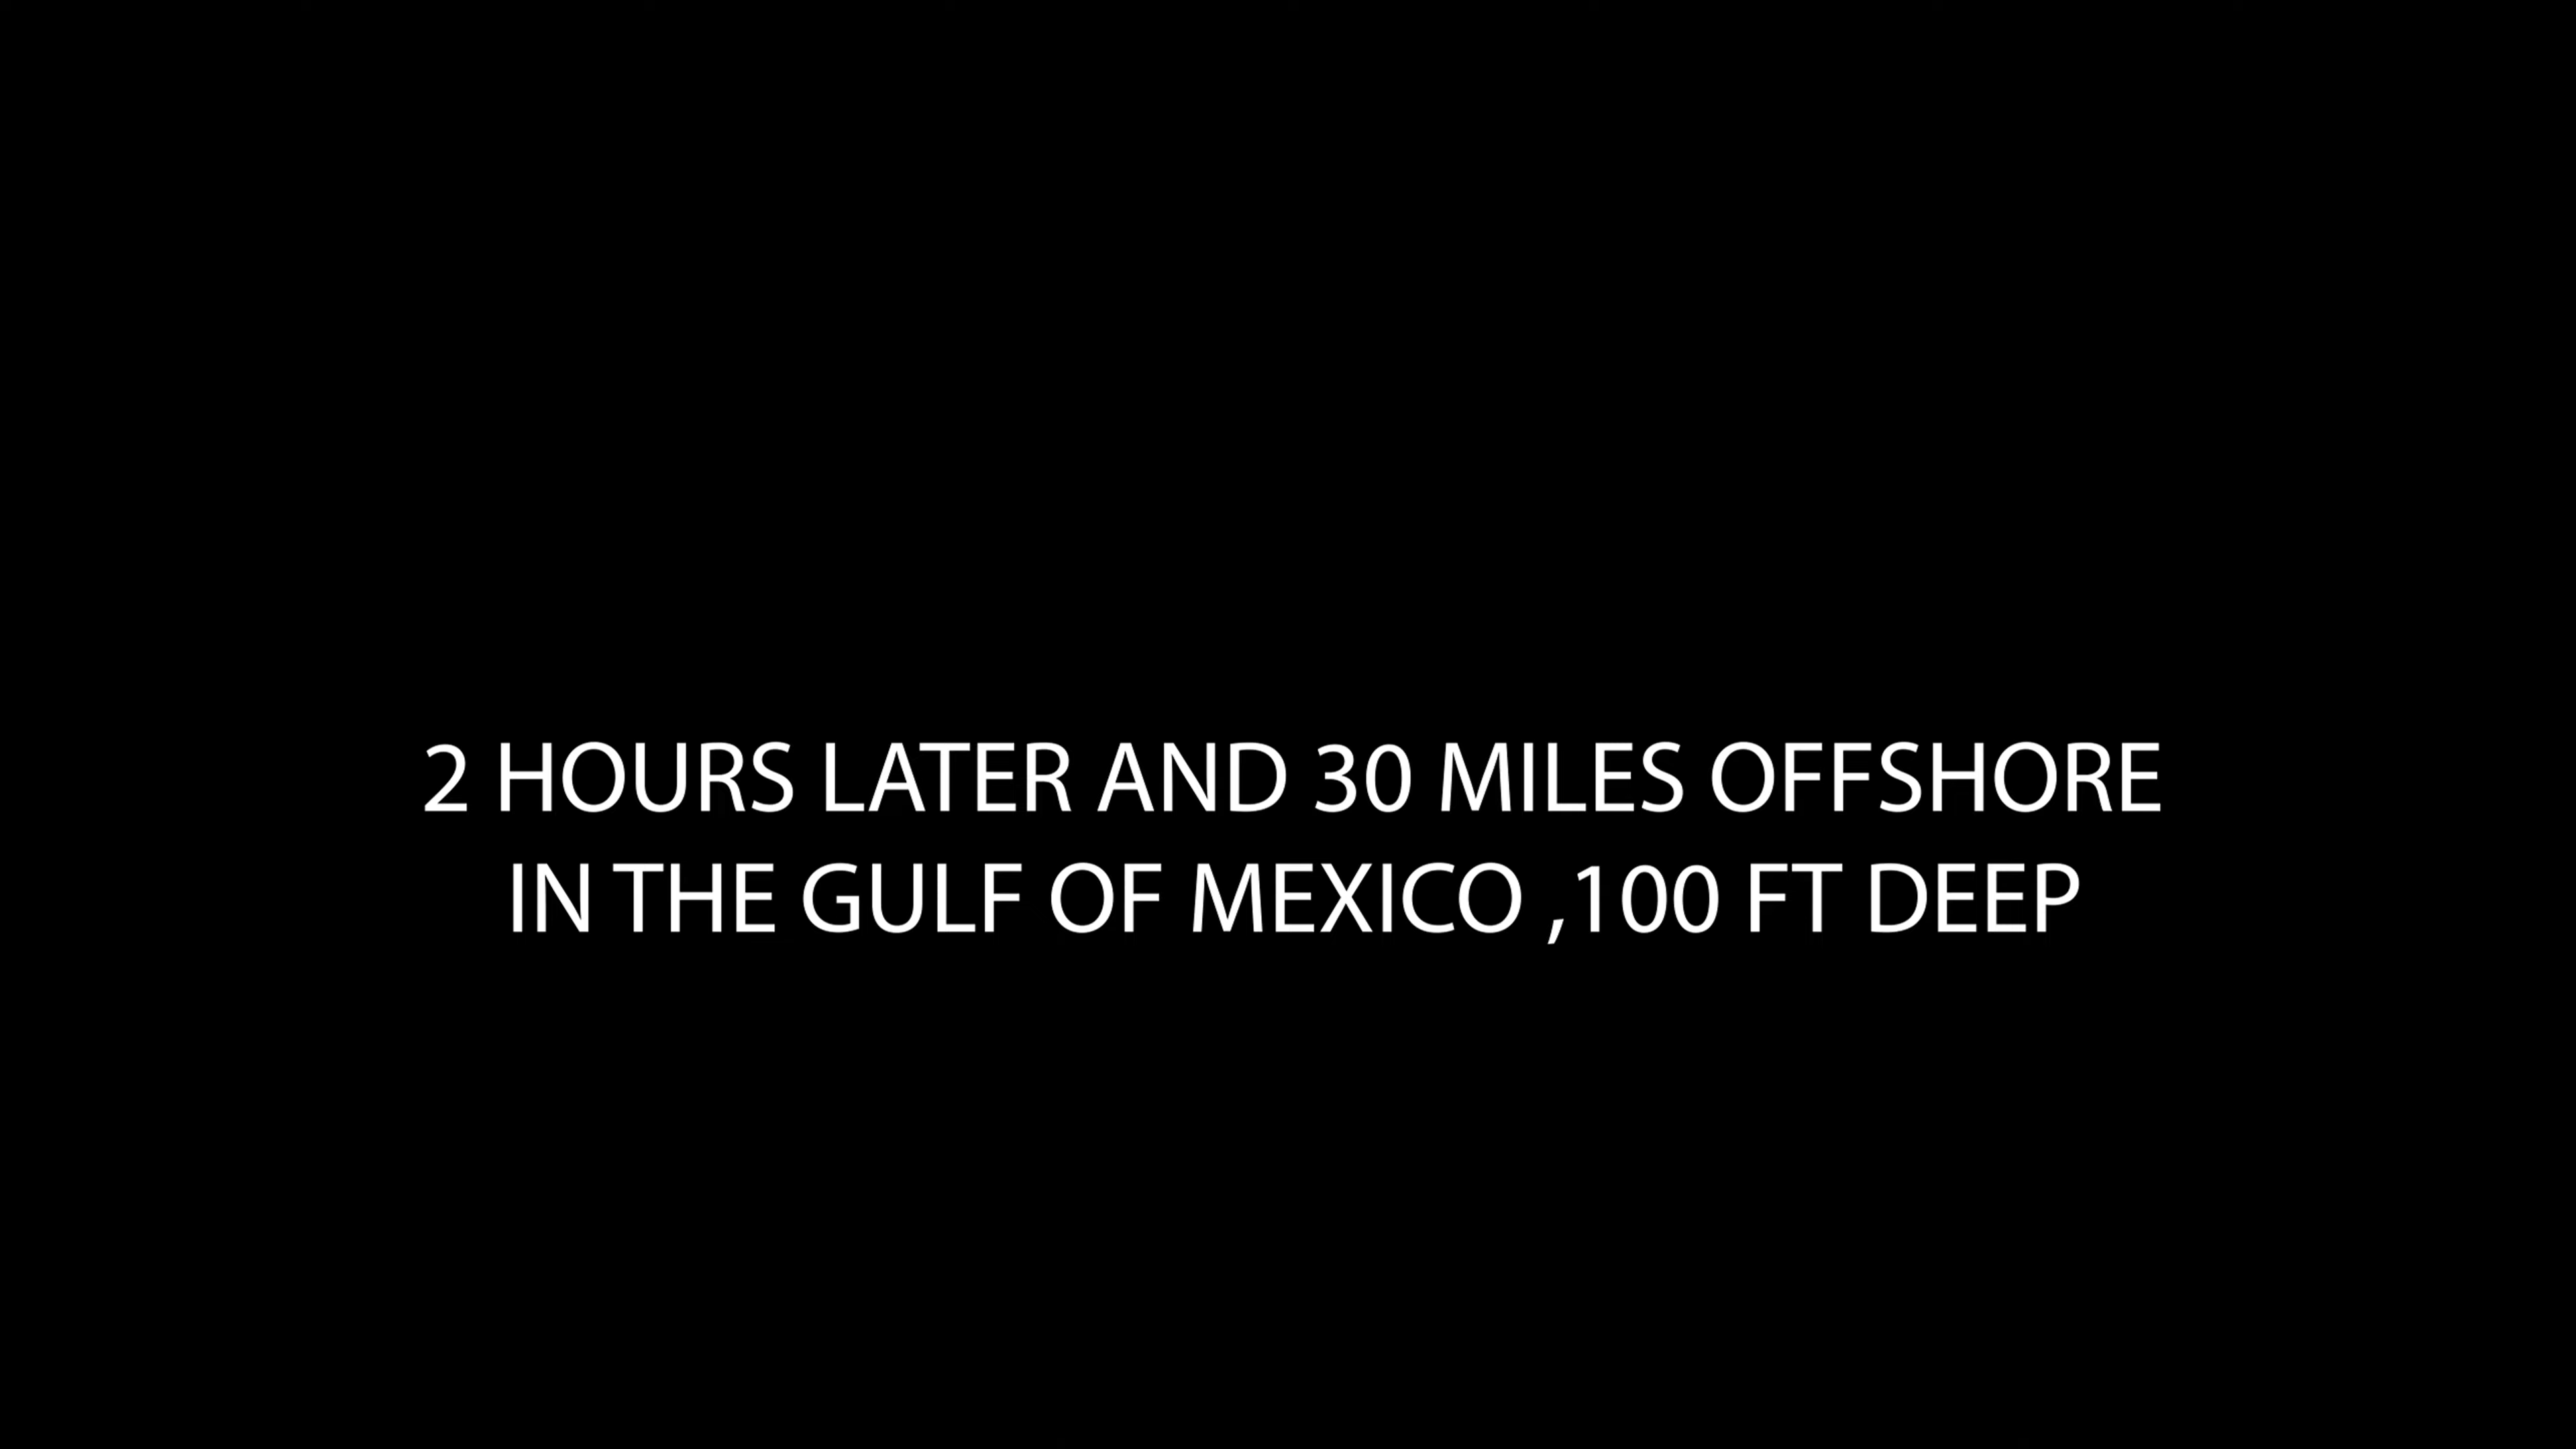 2 HOURS LATER AND 30 MILES OFFSHORE
IN THE GULF OF MEXICO ,100 FT DEEP